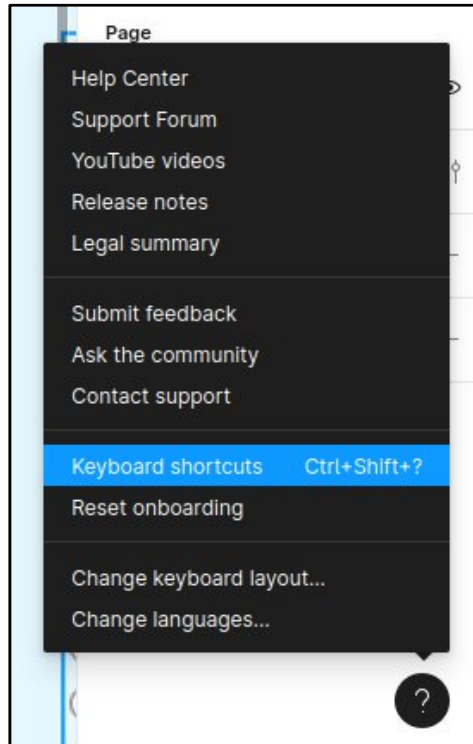 Page
Help Center
Support Forum
YouTube videos
Release notes
Legal summary
Submit feedback
Ask the community
Contact support
Keyboard shortcuts Ctrl+Shift+?
Reset onboarding
Change keyboard layout...
Change languages...
?